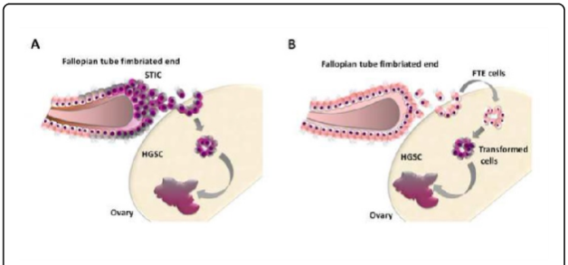 A
Fallopian tube fimbriated end
STIC
HGSC
Ovary
B
Fallopian tube fimbriated end
FTE cells
Transformed
cells
HGSC
Ovary